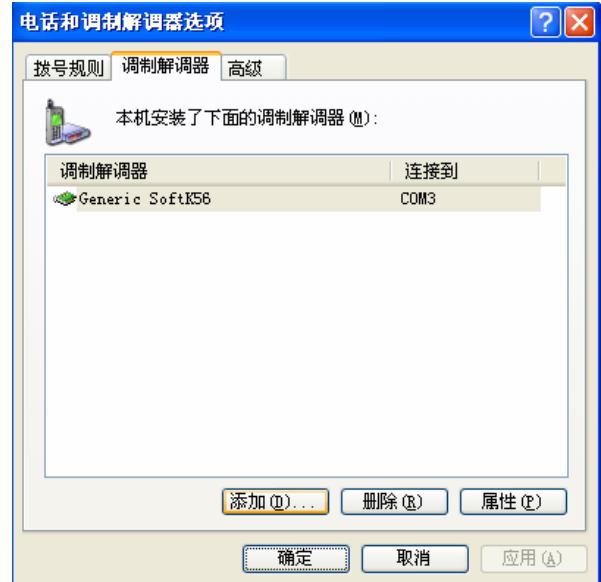 电话和调制解调器选项
拨号规则 调制解调器 高级
本机安装了下面的调制解调器(M):
调制解调器 连接到
Generic SoftK56 COM3
添加(D)... 删除(R) 属性(P)
确定 取消 应用(A)